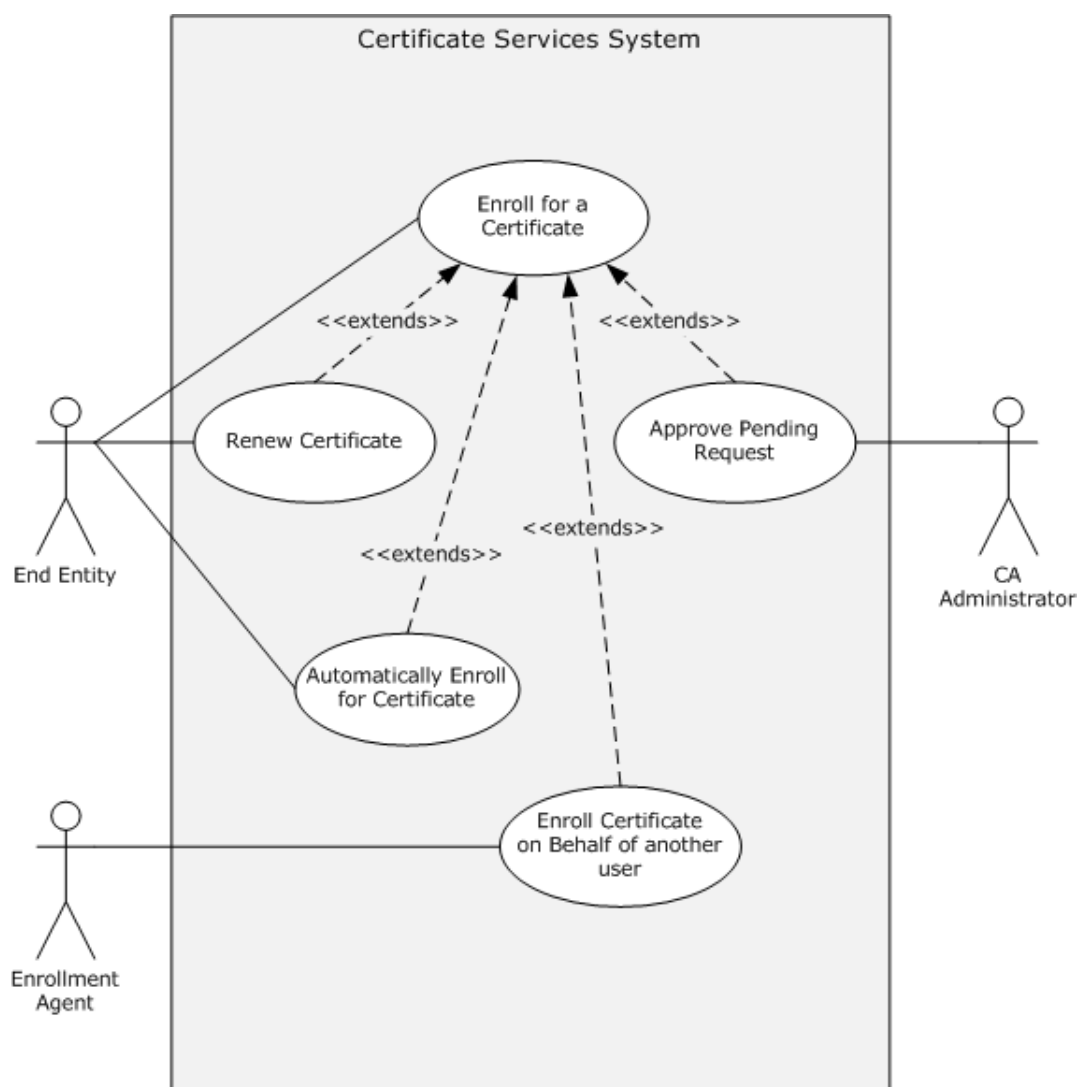 Certificate Services System
Enroll for a
Certificate
<<extends>>
<<extends>>
Renew Certificate
Approve Pending
Request
<<extends>>
<<extends>>
End Entity
CA
Administrator
Automatically Enroll
for Certificate
Enroll Certificate
on Behalf of another
user
Enrollment
Agent